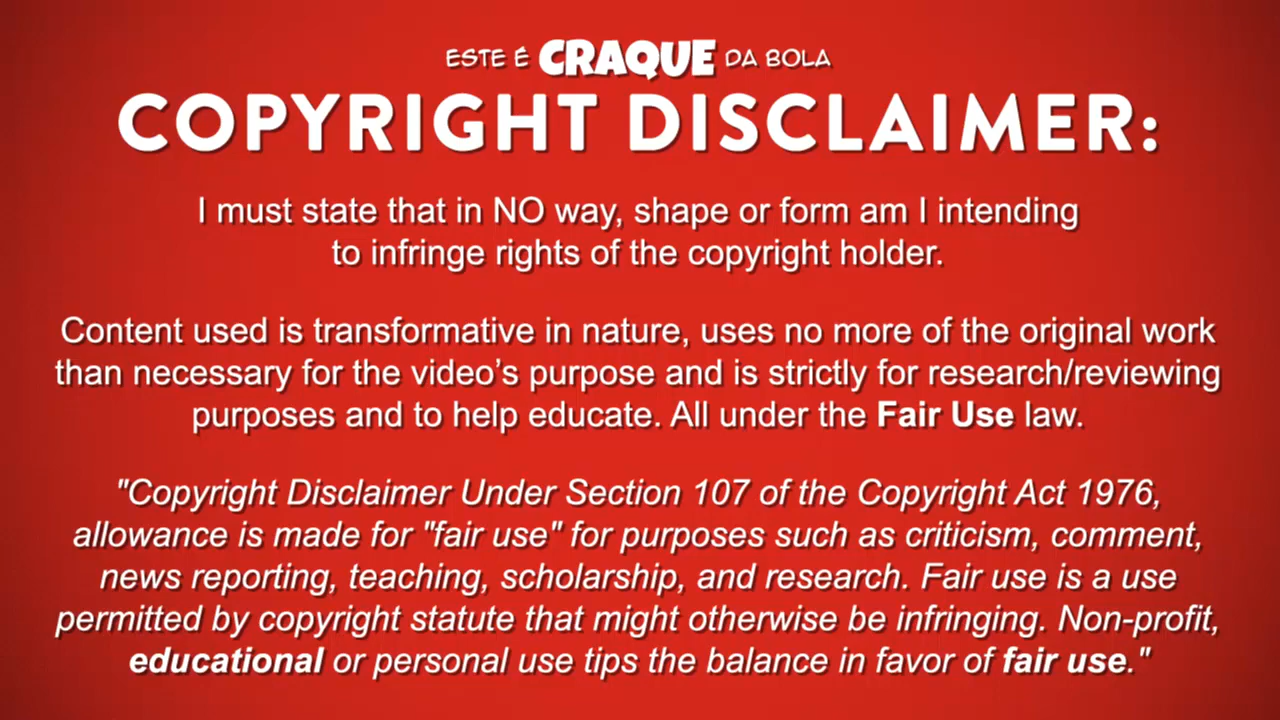 ESTE É CRAQUE DA BOLA
COPYRIGHT DISCLAIMER:
I must state that in NO way, shape or form am I intending
to infringe rights of the copyright holder.
Content used is transformative in nature, uses no more of the original work
than necessary for the video’s purpose and is strictly for research/reviewing
purposes and to help educate. All under the Fair Use law.
"Copyright Disclaimer Under Section 107 of the Copyright Act 1976,
allowance is made for "fair use" for purposes such as criticism, comment,
news reporting, teaching, scholarship, and research. Fair use is a use
permitted by copyright statute that might otherwise be infringing. Non-profit,
educational or personal use tips the balance in favor of fair use."